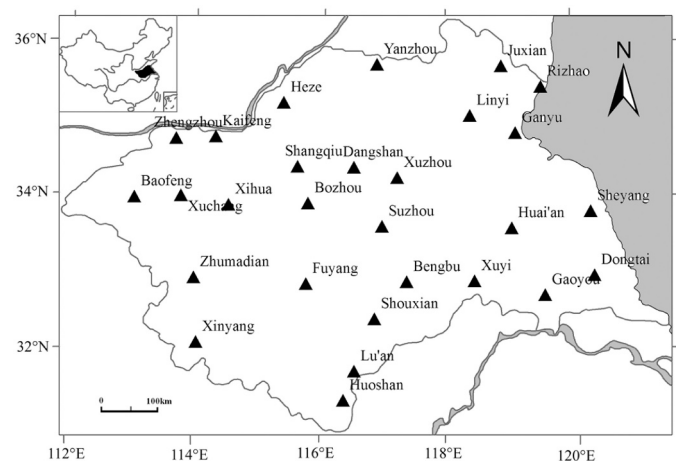 36°N
34°N
32°N
112°E
114°E
116°E
118°E
120°E
N
Yanzhou
Juxian
Rizhao
Heze
Linyi
Ganyu
Zhengzhou
Kaifeng
Shangqiu
Dangshan
Xuzhou
Baofeng
Xuchang
Xihua
Bozhou
Suzhou
Huai'an
Sheyang
Zhumadian
Fuyang
Bengbu
Xuyi
Gaoyou
Dongtai
Shouxian
Xinyang
Lu'an
Huoshan
0 100km